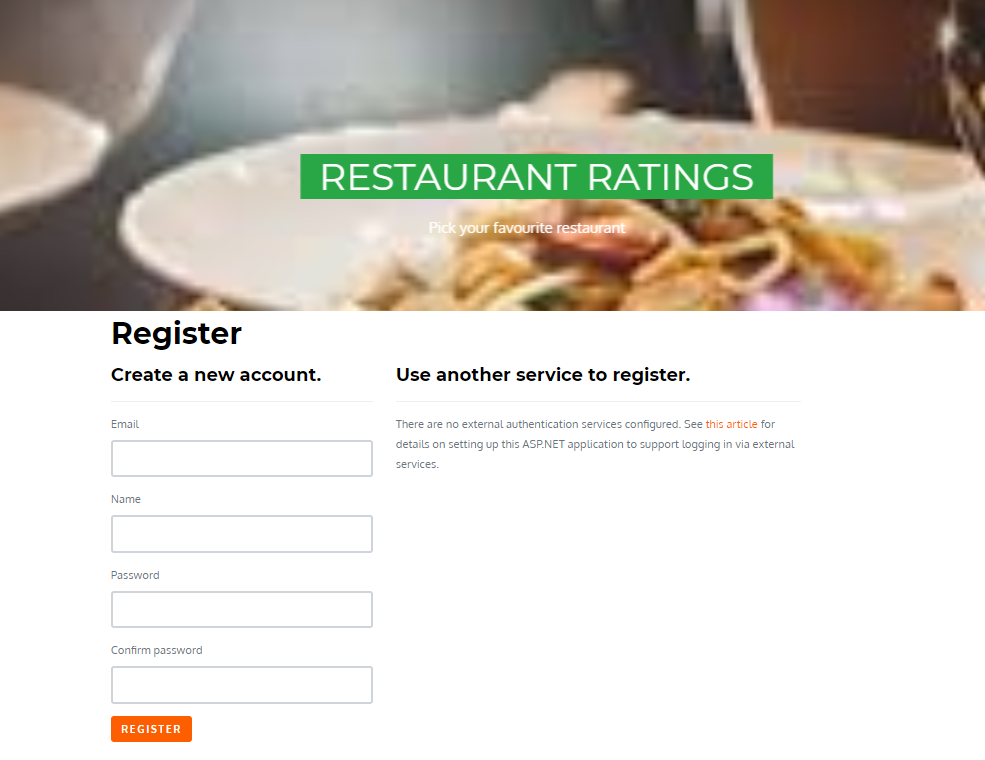 RESTAURANT RATINGS
Pick your favourite restaurant
Register
Create a new account.
Email
Name
Password
Confirm password
REGISTER
Use another service to register.
There are no external authentication services configured. See this article for
details on setting up this ASP.NET application to support logging in via external
services.